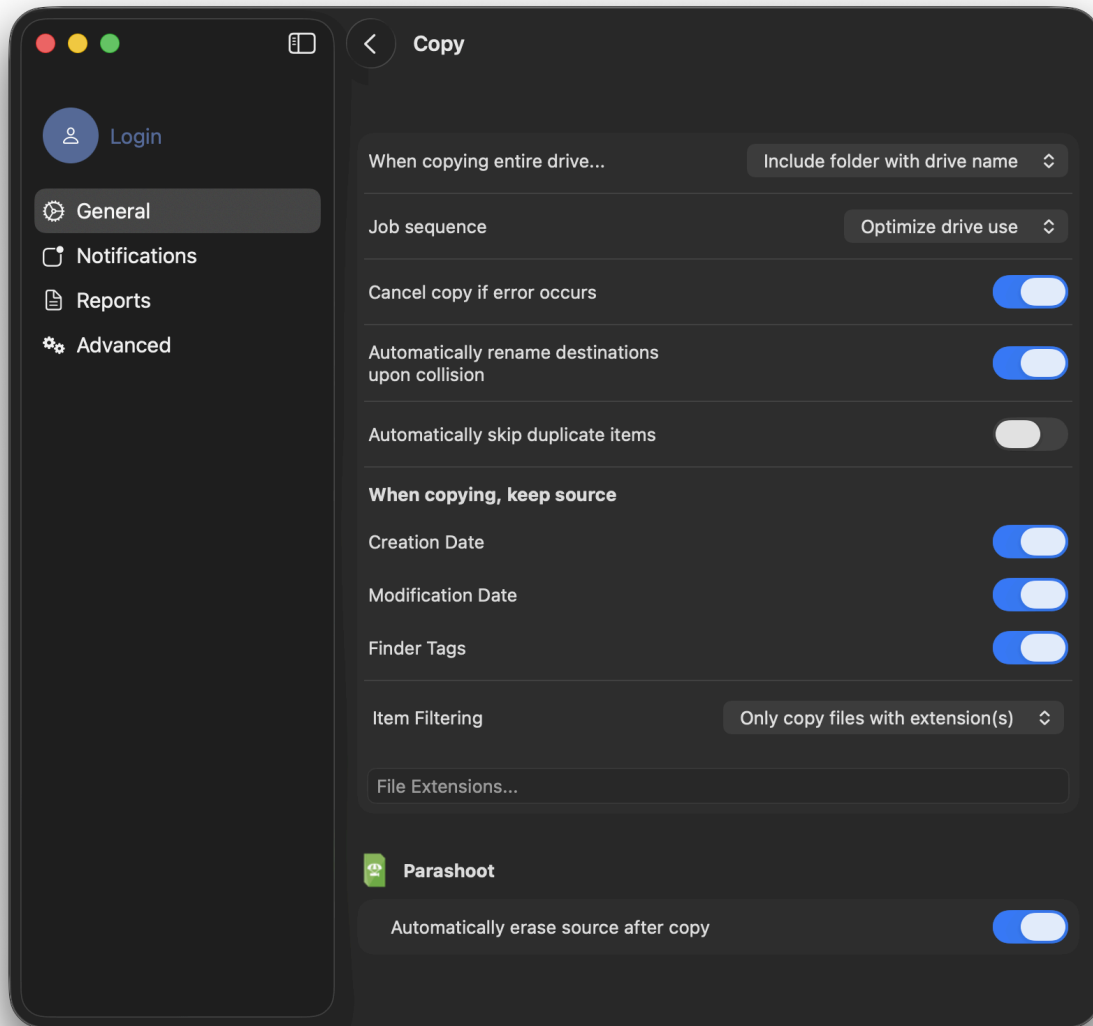 Copy
Login
General
Notifications
Reports
Advanced
When copying entire drive...
Include folder with drive name
Job sequence
Optimize drive use
Cancel copy if error occurs
Automatically rename destinations
upon collision
Automatically skip duplicate items
When copying, keep source
Creation Date
Modification Date
Finder Tags
Item Filtering
Only copy files with extension(s)
File Extensions...
Parashoot
Automatically erase source after copy